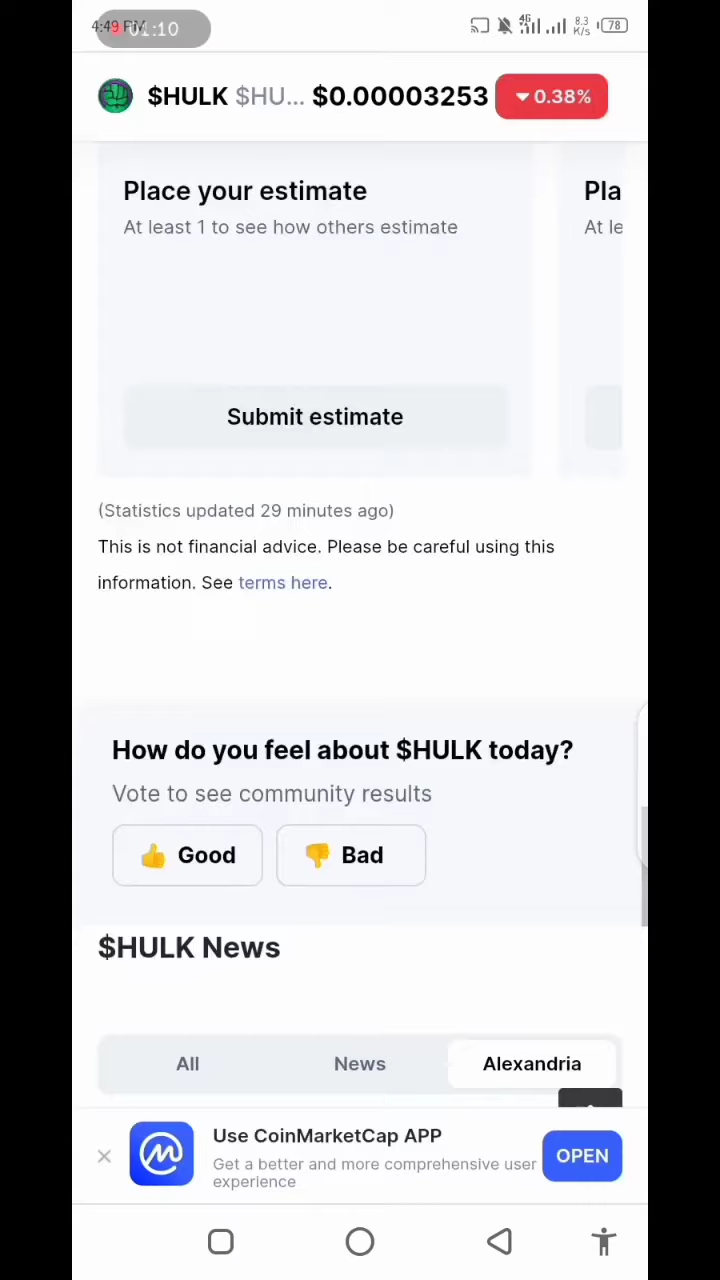 4:49 PM 01:10 4G 8.3 K/s 78
$HULK $HU... $0.00003253 0.38%
Place your estimate Pla
At least 1 to see how others estimate At le
Submit estimate
(Statistics updated 29 minutes ago)
This is not financial advice. Please be careful using this
information. See terms here.
How do you feel about $HULK today?
Vote to see community results
Good Bad
$HULK News
All News Alexandria
Use CoinMarketCap APP
Get a better and more comprehensive user
experience
OPEN